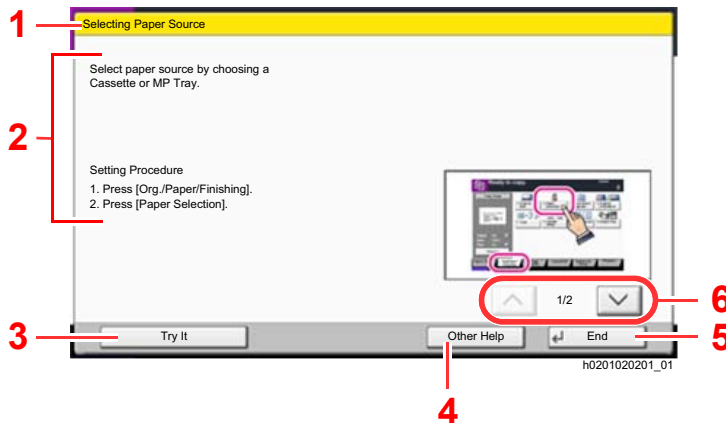 1
Selecting Paper Source
2
Select paper source by choosing a
Cassette or MP Tray.
Setting Procedure
1. Press [Org./Paper/Finishing].
2. Press [Paper Selection].
1/2
6
3
Try It
Other Help
End
5
h0201020201_01
4